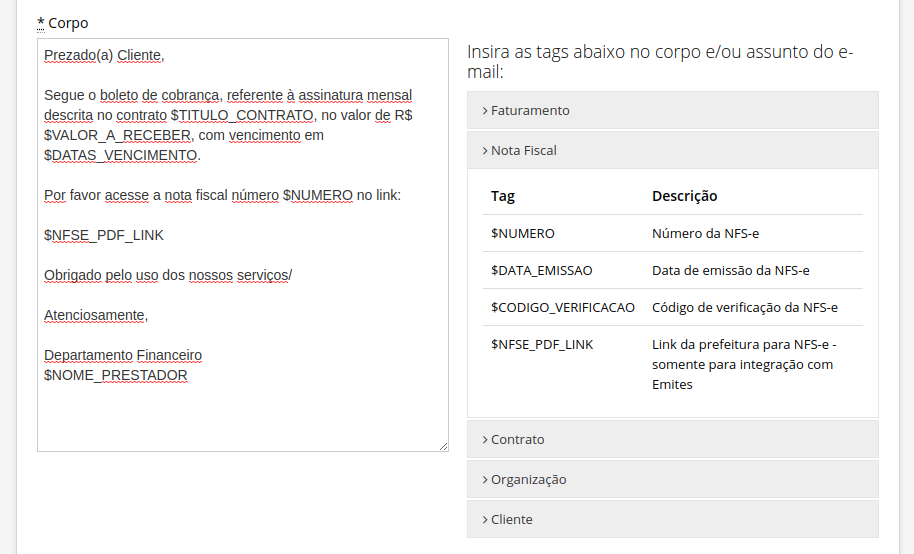 * Corpo
Prezado(a) Cliente,
Segue o boleto de cobrança, referente à assinatura mensal
descrita no contrato $TITULO_CONTRATO, no valor de R$
$VALOR_A_RECEBER, com vencimento em
$DATAS_VENCIMENTO.
Por favor acesse a nota fiscal número $NUMERO no link:
$NFSE_PDF_LINK
Obrigado pelo uso dos nossos serviços/
Atenciosamente,
Departamento Financeiro
$NOME_PRESTADOR
Insira as tags abaixo no corpo e/ou assunto do e-
mail:
Faturamento
Nota Fiscal
Tag Descrição
$NUMERO Número da NFS-e
$DATA_EMISSAO Data de emissão da NFS-e
$CODIGO_VERIFICACAO Código de verificação da NFS-e
$NFSE_PDF_LINK Link da prefeitura para NFS-e -
somente para integração com
Emites
Contrato
Organização
Cliente